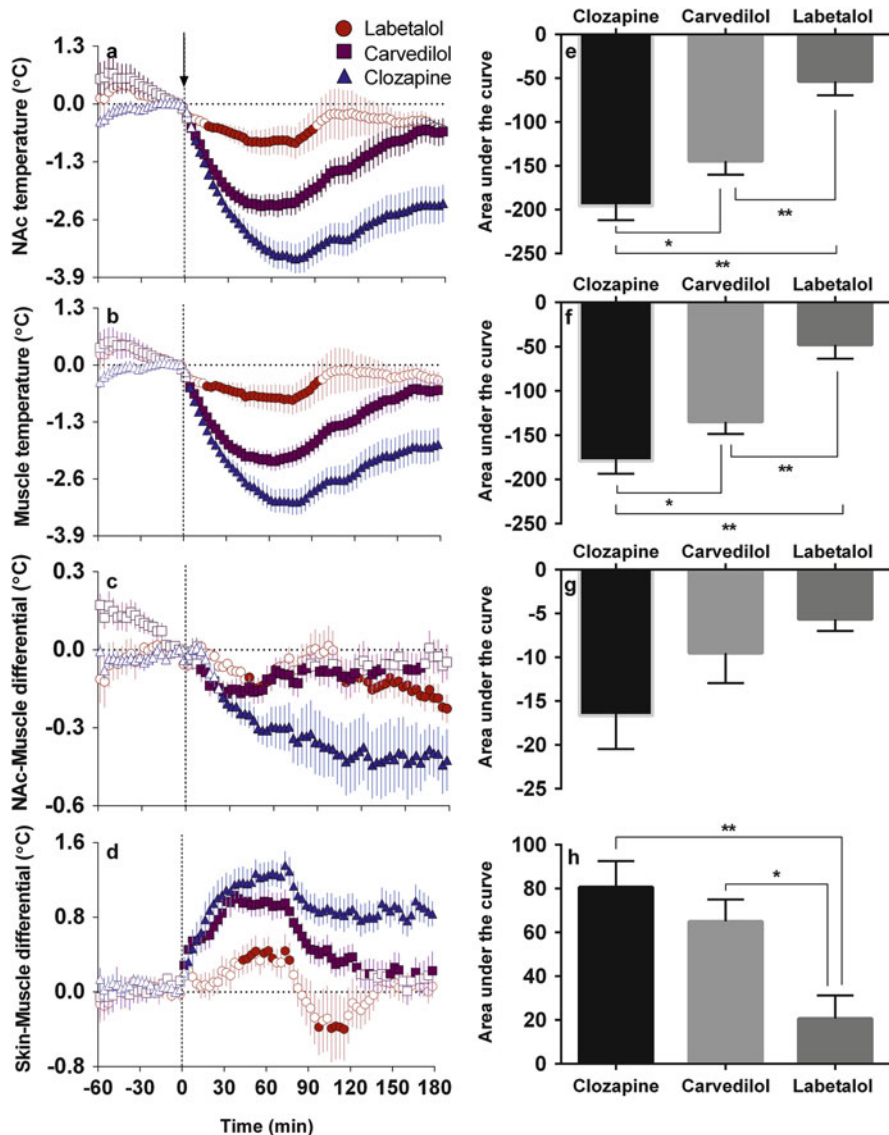 Labetalol
Carvedilol
Clozapine
a
1.3
0.0
-1.3
-2.6
-3.9
NAc temperature (°C)
b
1.3
0.0
-1.3
-2.6
-3.9
Muscle temperature (°C)
c
0.3
0.0
-0.3
-0.6
NAc-Muscle differential (°C)
d
1.6
0.8
0.0
-0.8
Skin-Muscle differential (°C)
-60 -30 0 30 60 90 120 150 180
Time (min)
Clozapine Carvedilol Labetalol
e
0
-50
-100
-150
-200
-250
Area under the curve
*
**
**
Clozapine Carvedilol Labetalol
f
0
-50
-100
-150
-200
-250
Area under the curve
*
**
**
g
0
-5
-10
-15
-20
-25
Area under the curve
h
100
80
60
40
20
0
Area under the curve
**
*
Clozapine Carvedilol Labetalol